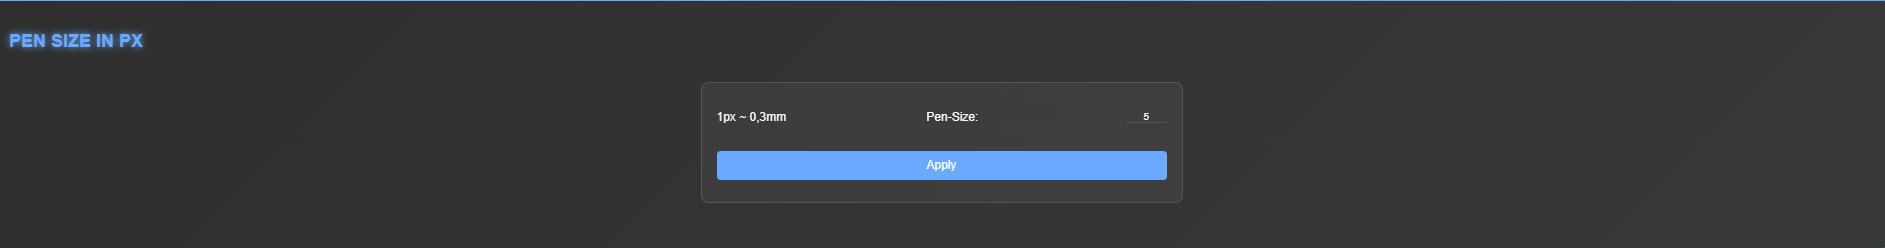 PEN SIZE IN PX
1px ~ 0,3mm Pen-Size: 5
Apply